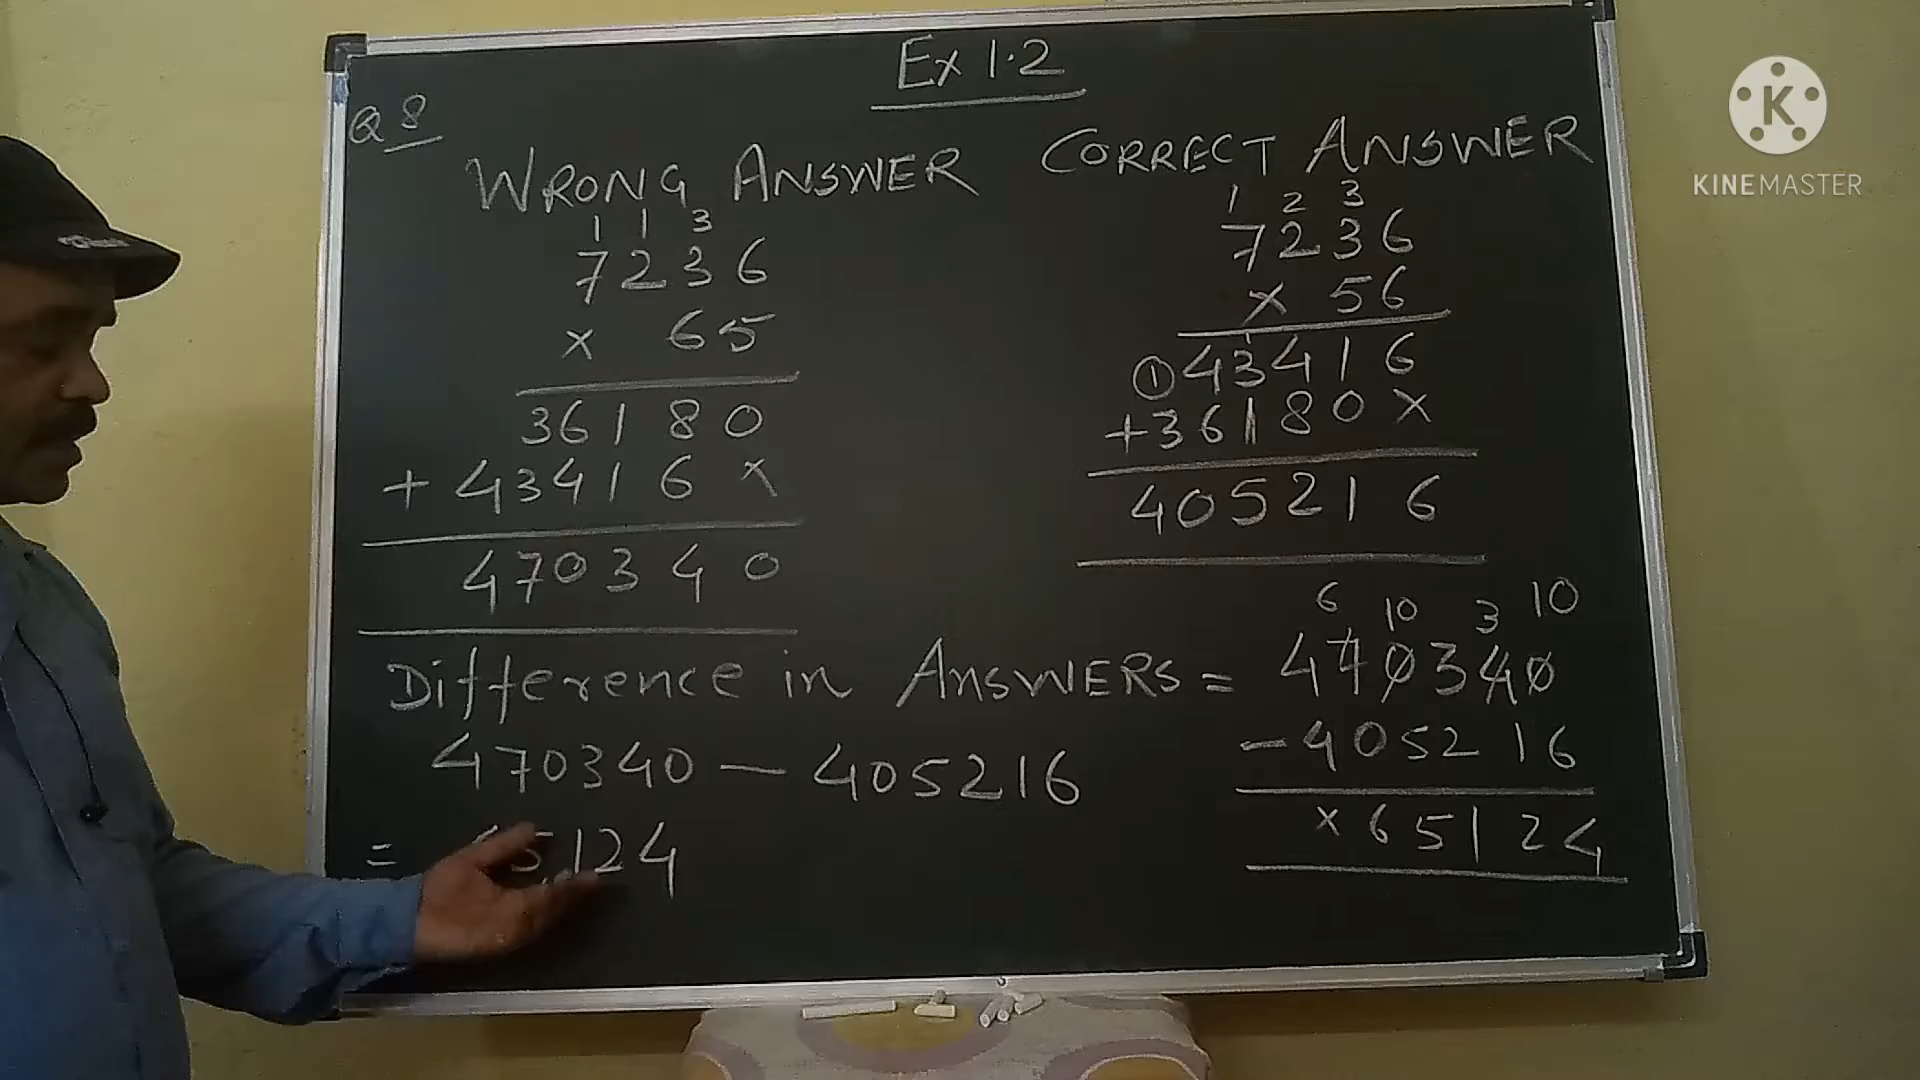 Ex 1.2
Q 8
WRONG ANSWER
1 1 3
7236
× 65
36180
+ 43416×
470340
CORRECT ANSWER
1 2 3
7236
× 56
1
①43416
+36180×
405216
Difference in ANSWERS =
470340 — 405216
= 5,124
6 10 3 10
470340
-405216
×65124
K
KINEMASTER